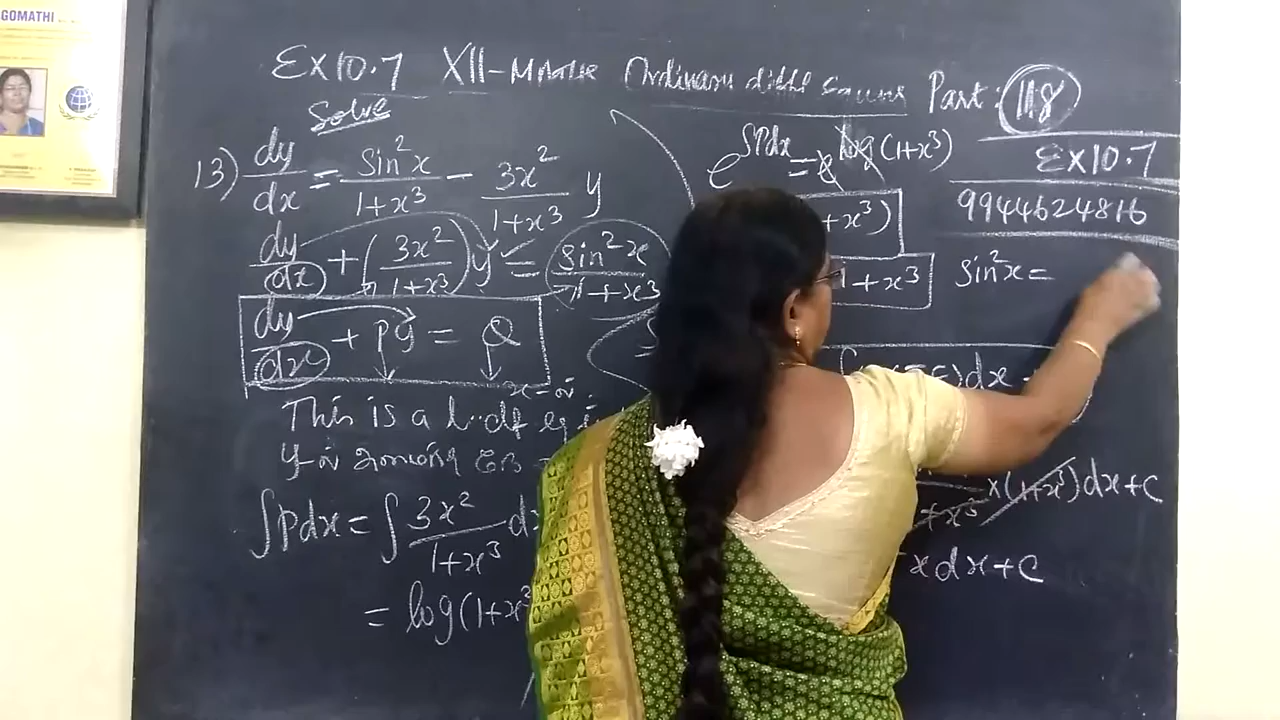 GOMATHI
Ex 10.7 XII-Maths Ordinary diffl Equns Part: 118
Solve
13) dy/dx = sin²x/1+x³ - 3x²/1+x³ y
dy/dx + (3x²/1+x³) y = sin²x/1+x³
dy/dx + Py = Q
This is a l.. df eq
∫Pdx = ∫ 3x²/1+x³ d
= log(1+x³
e^∫Pdx = e^log(1+x³)
+x³)
1+x³
dx
x(1+x³)dx+c
x dx+c
Ex 10.7
9944624816
sin²x =